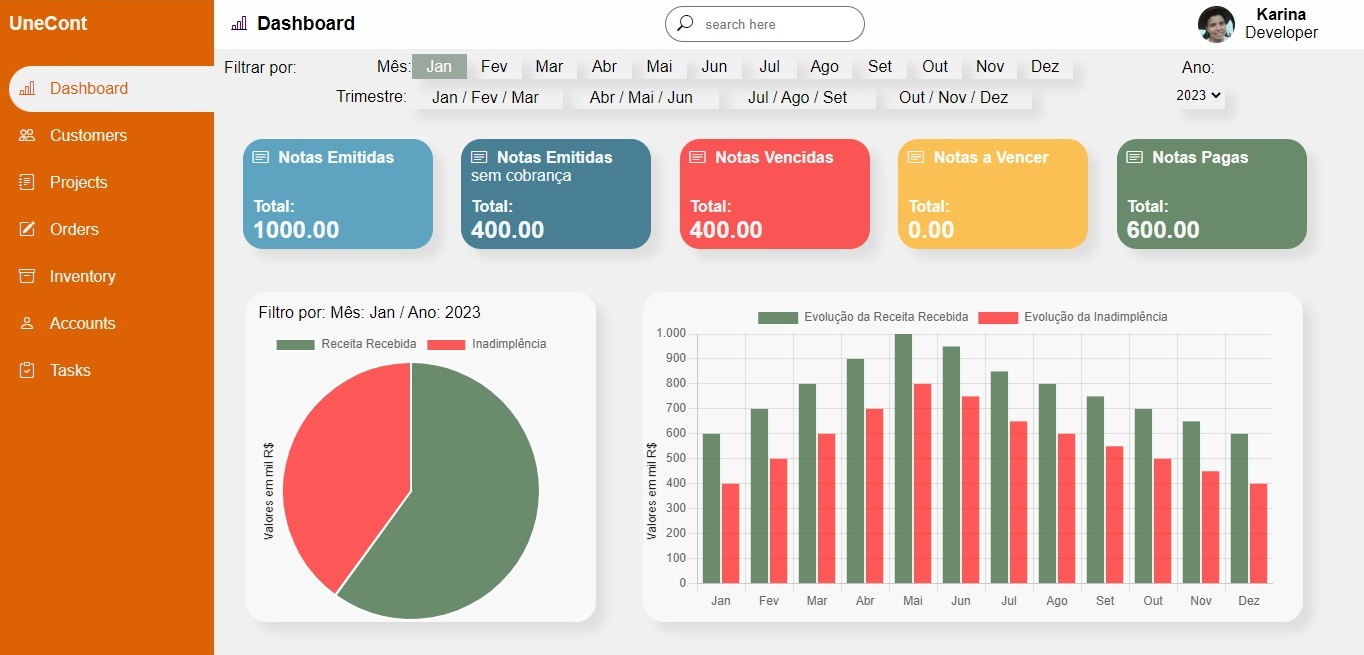 UneCont
Dashboard
search here
Karina
Developer
Dashboard
Customers
Projects
Orders
Inventory
Accounts
Tasks
Filtrar por:
Mês: Jan Fev Mar Abr Mai Jun Jul Ago Set Out Nov Dez
Ano:
Trimestre: Jan / Fev / Mar Abr / Mai / Jun Jul / Ago / Set Out / Nov / Dez
2023
Notas Emitidas
Total:
1000.00
Notas Emitidas
sem cobrança
Total:
400.00
Notas Vencidas
Total:
400.00
Notas a Vencer
Total:
0.00
Notas Pagas
Total:
600.00
Filtro por: Mês: Jan / Ano: 2023
Receita Recebida Inadimplência
Valores em mil R$
Evolução da Receita Recebida Evolução da Inadimplência
Valores em mil R$
1.000
900
800
700
600
500
400
300
200
100
0
Jan Fev Mar Abr Mai Jun Jul Ago Set Out Nov Dez